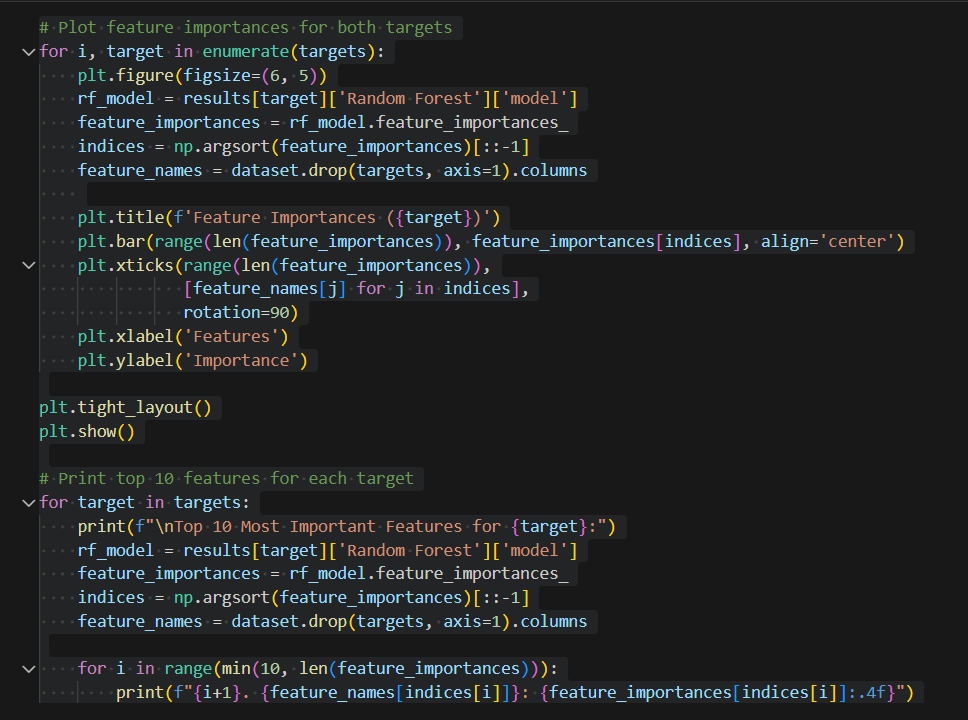 # Plot feature importances for both targets
for i, target in enumerate(targets):
    plt.figure(figsize=(6, 5))
    rf_model = results[target]['Random Forest']['model']
    feature_importances = rf_model.feature_importances_
    indices = np.argsort(feature_importances)[::-1]
    feature_names = dataset.drop(targets, axis=1).columns
    plt.title(f'Feature Importances ({target})')
    plt.bar(range(len(feature_importances)), feature_importances[indices], align='center')
    plt.xticks(range(len(feature_importances)),
               [feature_names[j] for j in indices],
               rotation=90)
    plt.xlabel('Features')
    plt.ylabel('Importance')
plt.tight_layout()
plt.show()
# Print top 10 features for each target
for target in targets:
    print(f"\nTop 10 Most Important Features for {target}:")
    rf_model = results[target]['Random Forest']['model']
    feature_importances = rf_model.feature_importances_
    indices = np.argsort(feature_importances)[::-1]
    feature_names = dataset.drop(targets, axis=1).columns
    for i in range(min(10, len(feature_importances))):
        print(f"{i+1}. {feature_names[indices[i]]}: {feature_importances[indices[i]]:.4f}")